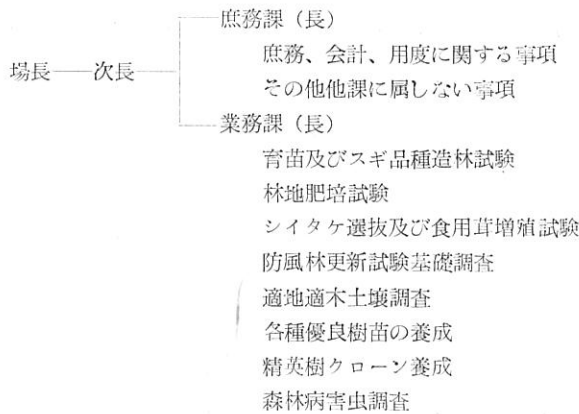 庶務課（長）
庶務、会計、用度に関する事項
場長――次長
その他他課に属しない事項
業務課（長）
育苗及びスギ品種造林試験
林地肥培試験
シイタケ選抜及び食用茸増殖試験
防風林更新試験基礎調査
適地適木土壌調査
各種優良樹苗の養成
精英樹クローン養成
森林病害虫調査